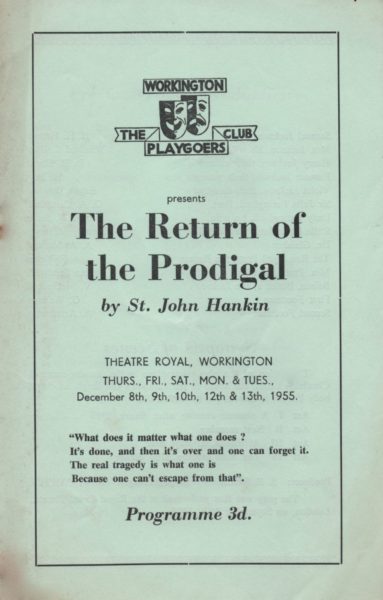 WORKINGTON
THE CLUB
PLAYGOERS
presents
The Return of
the Prodigal
by St. John Hankin
THEATRE ROYAL, WORKINGTON
THURS., FRI., SAT., MON. & TUES.,
December 8th, 9th, 10th, 12th & 13th, 1955.
"What does it matter what one does ?
It's done, and then it's over and one can forget it.
The real tragedy is what one is
Because one can't escape from that".
Programme 3d.